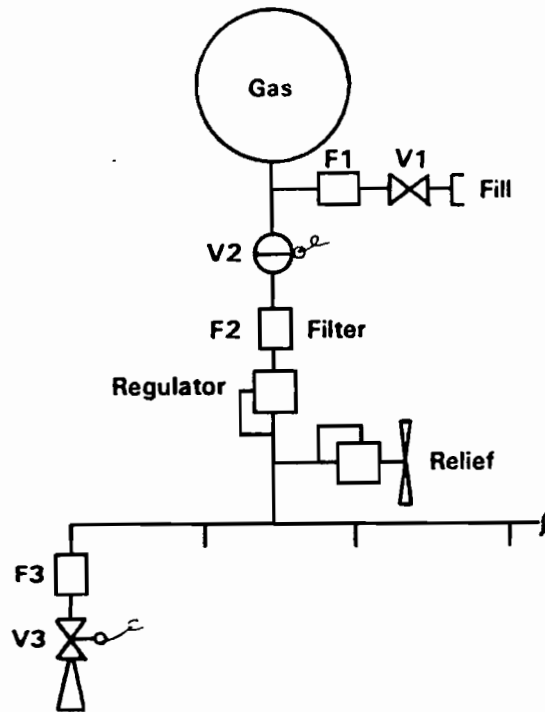 Gas
F1
V1
Fill
V2
F2
Filter
Regulator
Relief
F3
V3